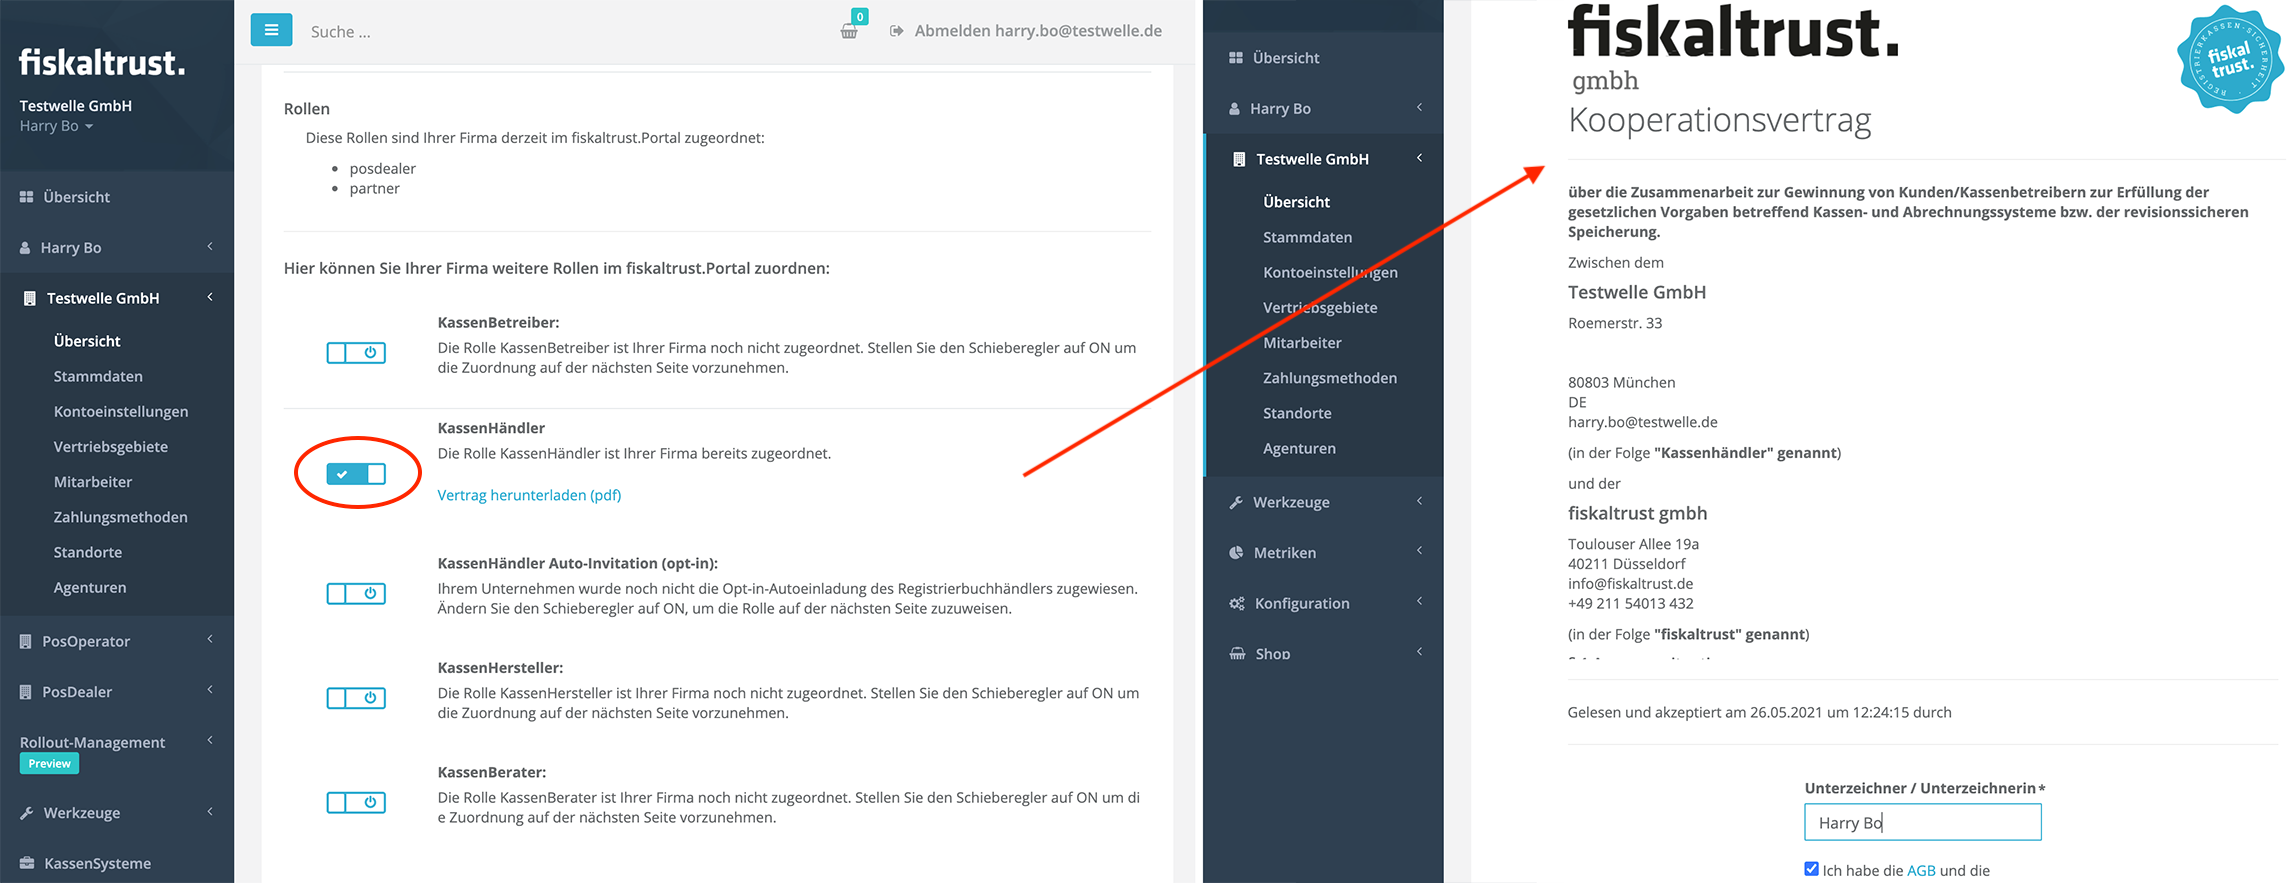 fiskaltrust.
Testwelle GmbH
Harry Bo
Übersicht
Harry Bo
Testwelle GmbH
Übersicht
Stammdaten
Kontoeinstellungen
Vertriebsgebiete
Mitarbeiter
Zahlungsmethoden
Standorte
Agenturen
PosOperator
PosDealer
Rollout-Management
Preview
Werkzeuge
KassenSysteme
Suche ...
0
Abmelden harry.bo@testwelle.de
Rollen
Diese Rollen sind Ihrer Firma derzeit im fiskaltrust.Portal zugeordnet:
posdealer
partner
Hier können Sie Ihrer Firma weitere Rollen im fiskaltrust.Portal zuordnen:
KassenBetreiber:
Die Rolle KassenBetreiber ist Ihrer Firma noch nicht zugeordnet. Stellen Sie den Schieberegler auf ON um
die Zuordnung auf der nächsten Seite vorzunehmen.
KassenHändler
Die Rolle KassenHändler ist Ihrer Firma bereits zugeordnet.
Vertrag herunterladen (pdf)
KassenHändler Auto-Invitation (opt-in):
Ihrem Unternehmen wurde noch nicht die Opt-in-Autoeinladung des Registrierbuchhändlers zugewiesen.
Ändern Sie den Schieberegler auf ON, um die Rolle auf der nächsten Seite zuzuweisen.
KassenHersteller:
Die Rolle KassenHersteller ist Ihrer Firma noch nicht zugeordnet. Stellen Sie den Schieberegler auf ON um
die Zuordnung auf der nächsten Seite vorzunehmen.
KassenBerater:
Die Rolle KassenBerater ist Ihrer Firma noch nicht zugeordnet. Stellen Sie den Schieberegler auf ON um di
e Zuordnung auf der nächsten Seite vorzunehmen.
Übersicht
Harry Bo
Testwelle GmbH
Übersicht
Stammdaten
Kontoeinstellungen
Vertriebsgebiete
Mitarbeiter
Zahlungsmethoden
Standorte
Agenturen
Werkzeuge
Metriken
Konfiguration
Shop
fiskaltrust.
gmbh
Kooperationsvertrag
REGISTRIERKASSEN-SICHERHEIT
fiskal
trust.
über die Zusammenarbeit zur Gewinnung von Kunden/Kassenbetreibern zur Erfüllung der
gesetzlichen Vorgaben betreffend Kassen- und Abrechnungssysteme bzw. der revisionssicheren
Speicherung.
Zwischen dem
Testwelle GmbH
Roemerstr. 33
80803 München
DE
harry.bo@testwelle.de
(in der Folge "Kassenhändler" genannt)
und der
fiskaltrust gmbh
Toulouser Allee 19a
40211 Düsseldorf
info@fiskaltrust.de
+49 211 54013 432
(in der Folge "fiskaltrust" genannt)
Gelesen und akzeptiert am 26.05.2021 um 12:24:15 durch
Unterzeichner / Unterzeichnerin*
Harry Bo
Ich habe die AGB und die